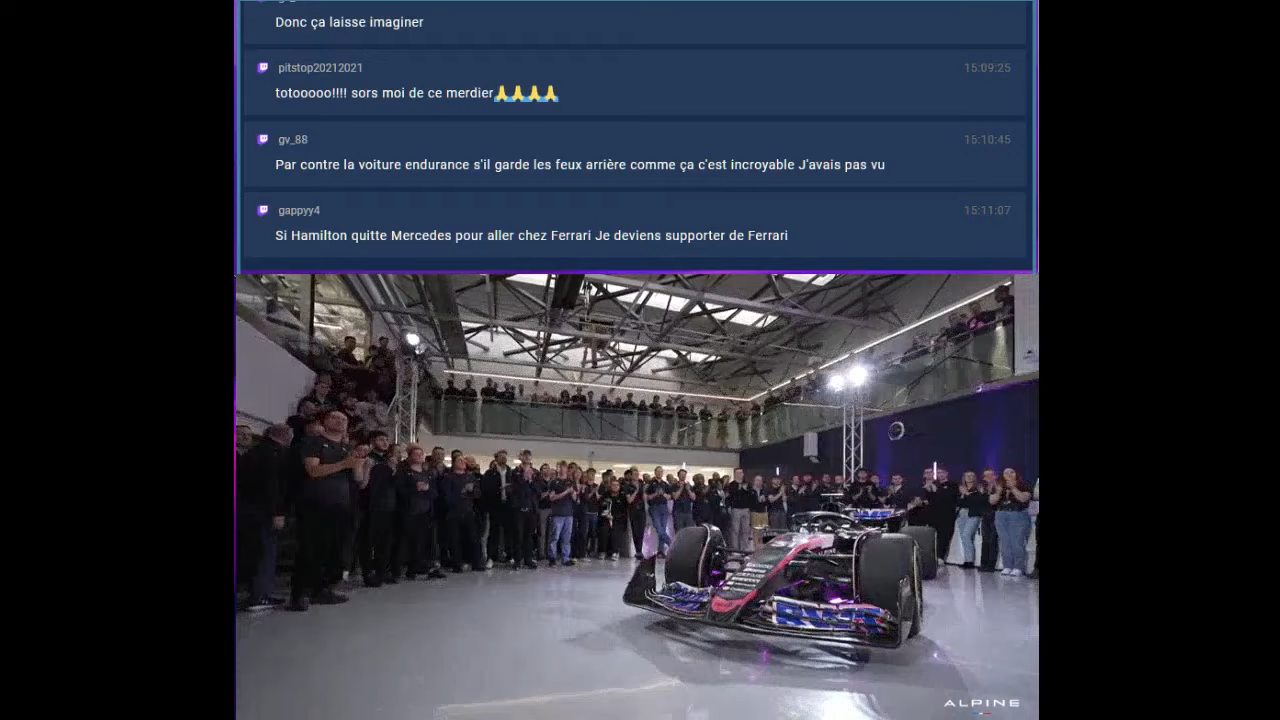 Donc ça laisse imaginer
pitstop20212021
15:09:25
totooooo!!!! sors moi de ce merdier🙏🙏🙏🙏
gv_88
15:10:45
Par contre la voiture endurance s'il garde les feux arrière comme ça c'est incroyable J'avais pas vu
gappyy4
15:11:07
Si Hamilton quitte Mercedes pour aller chez Ferrari Je deviens supporter de Ferrari
ALPINE